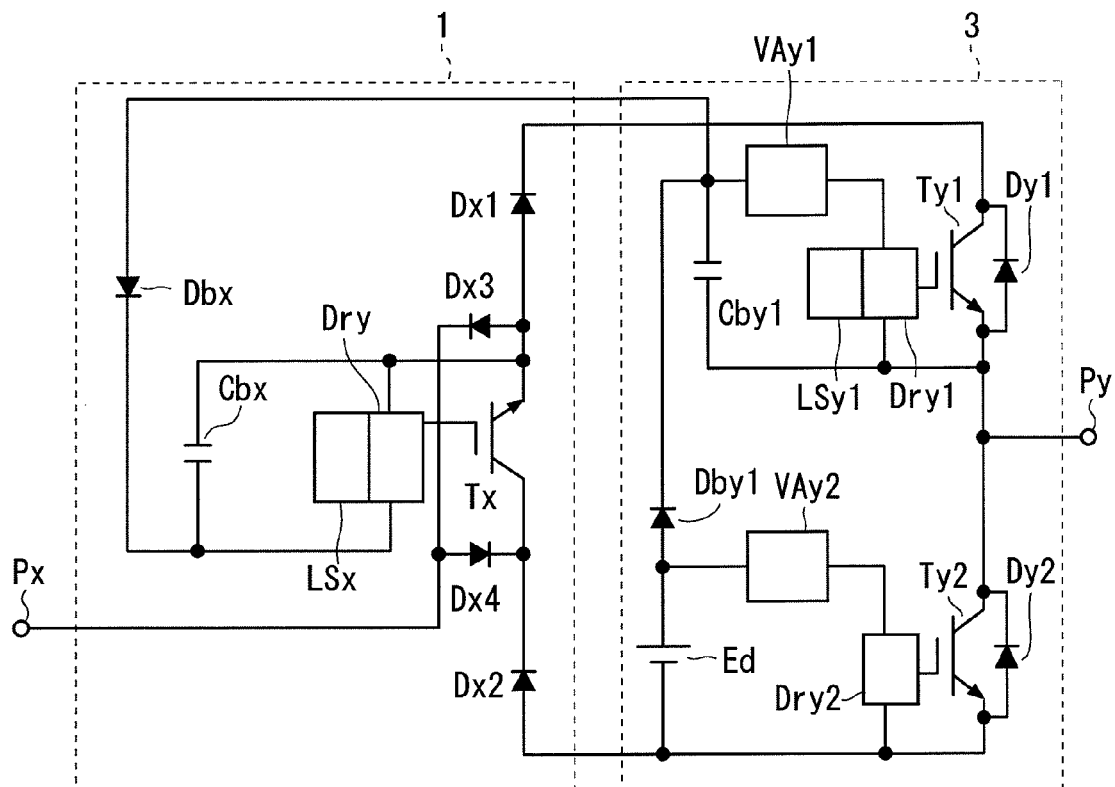 1
3
VAy1
Dx1
Ty1
Dy1
Dbx
Dx3
Dry
Cby1
Cbx
LSy1
Dry1
Py
Tx
Dby1
VAy2
LSx
Px
Dx4
Ty2
Dy2
Ed
Dx2
Dry2